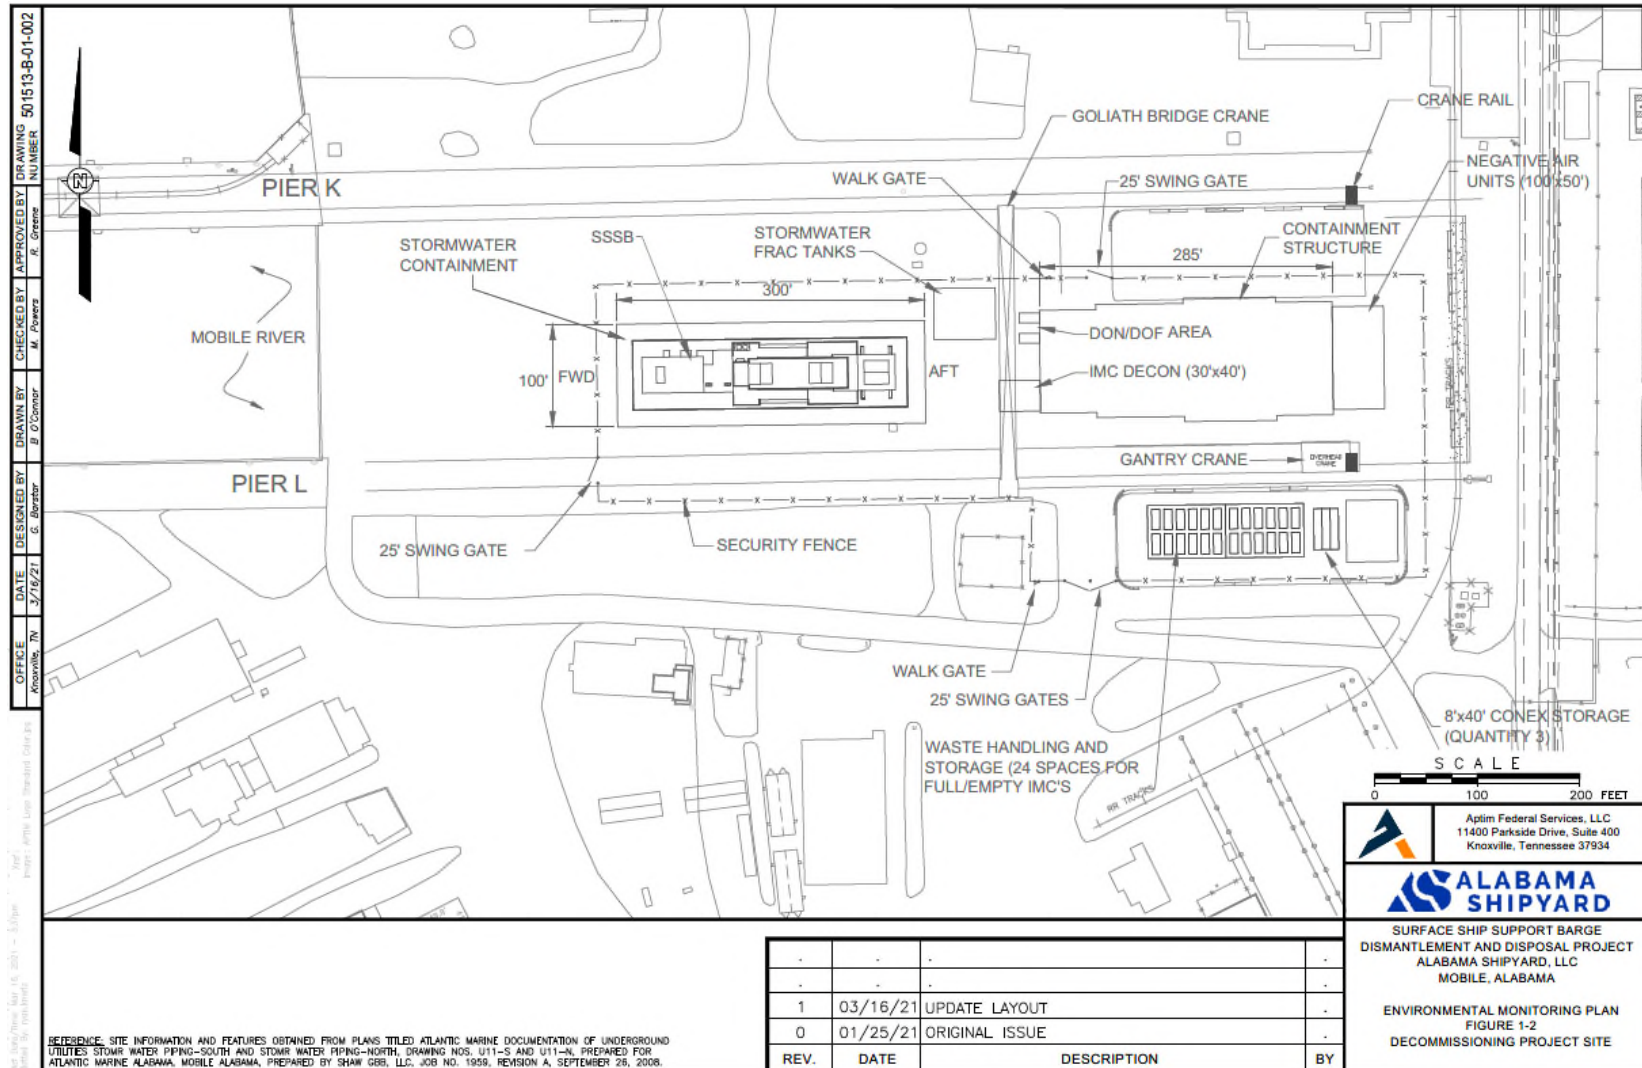 DRAWING NUMBER 501513-B-01-002
APPROVED BY R. Greene
CHECKED BY M. Powers
DRAWN BY B O'Connor
DESIGNED BY G. Barstar
DATE 3/16/21
OFFICE Knoxville, TN
N
PIER K
GOLIATH BRIDGE CRANE
CRANE RAIL
WALK GATE
25' SWING GATE
NEGATIVE AIR
UNITS (100'x50')
STORMWATER
CONTAINMENT
SSSB
STORMWATER
FRAC TANKS
CONTAINMENT
STRUCTURE
285'
300'
MOBILE RIVER
DON/DOF AREA
100'
FWD
AFT
IMC DECON (30'x40')
RR TRACKS
GANTRY CRANE
OVERHEAD
CRANE
PIER L
25' SWING GATE
SECURITY FENCE
WALK GATE
25' SWING GATES
8'x40' CONEX STORAGE
(QUANTITY 3)
WASTE HANDLING AND
STORAGE (24 SPACES FOR
FULL/EMPTY IMC'S
RR TRACKS
SCALE
0 100 200 FEET
Aptim Federal Services, LLC
11400 Parkside Drive, Suite 400
Knoxville, Tennessee 37934
ALABAMA
SHIPYARD
SURFACE SHIP SUPPORT BARGE
DISMANTLEMENT AND DISPOSAL PROJECT
ALABAMA SHIPYARD, LLC
MOBILE, ALABAMA
ENVIRONMENTAL MONITORING PLAN
FIGURE 1-2
DECOMMISSIONING PROJECT SITE
1 03/16/21 UPDATE LAYOUT
0 01/25/21 ORIGINAL ISSUE
REV. DATE DESCRIPTION BY
REFERENCE: SITE INFORMATION AND FEATURES OBTAINED FROM PLANS TITLED ATLANTIC MARINE DOCUMENTATION OF UNDERGROUND
UTILITIES STOMR WATER PIPING-SOUTH AND STOMR WATER PIPING-NORTH, DRAWING NOS. U11-S AND U11-N, PREPARED FOR
ATLANTIC MARINE ALABAMA, MOBILE ALABAMA, PREPARED BY SHAW GBB, LLC, JOB NO. 1959, REVISION A, SEPTEMBER 26, 2008.